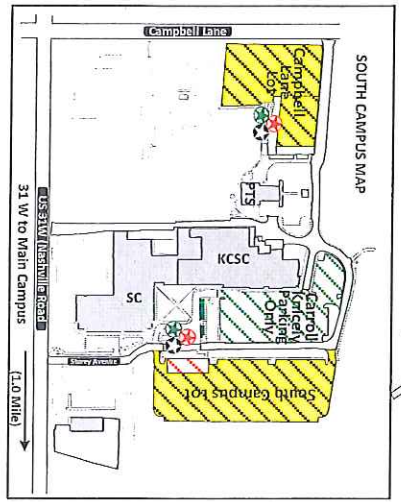 SOUTH CAMPUS MAP
Campbell Lane
Campbell
Lane
Lot
PTS
KCSC
SC
Carroll
Knicely
Parking
Only
South Campus Lot
Storey Avenue
US 31W/ Nashville Road
31 W to Main Campus
(1.0 Mile)